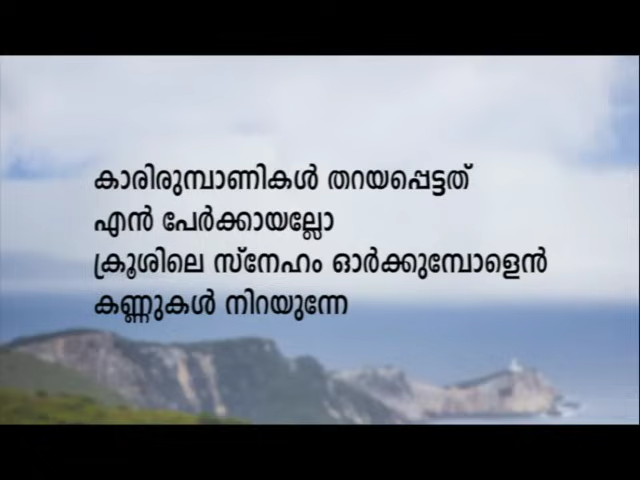 കാരിരുമ്പാണികൾ തറയപ്പെട്ടത്
എൻ പേർക്കായല്ലോ
ക്രൂശിലെ സ്നേഹം ഓർക്കുമ്പോളെൻ
കണ്ണുകൾ നിറയുന്നേ